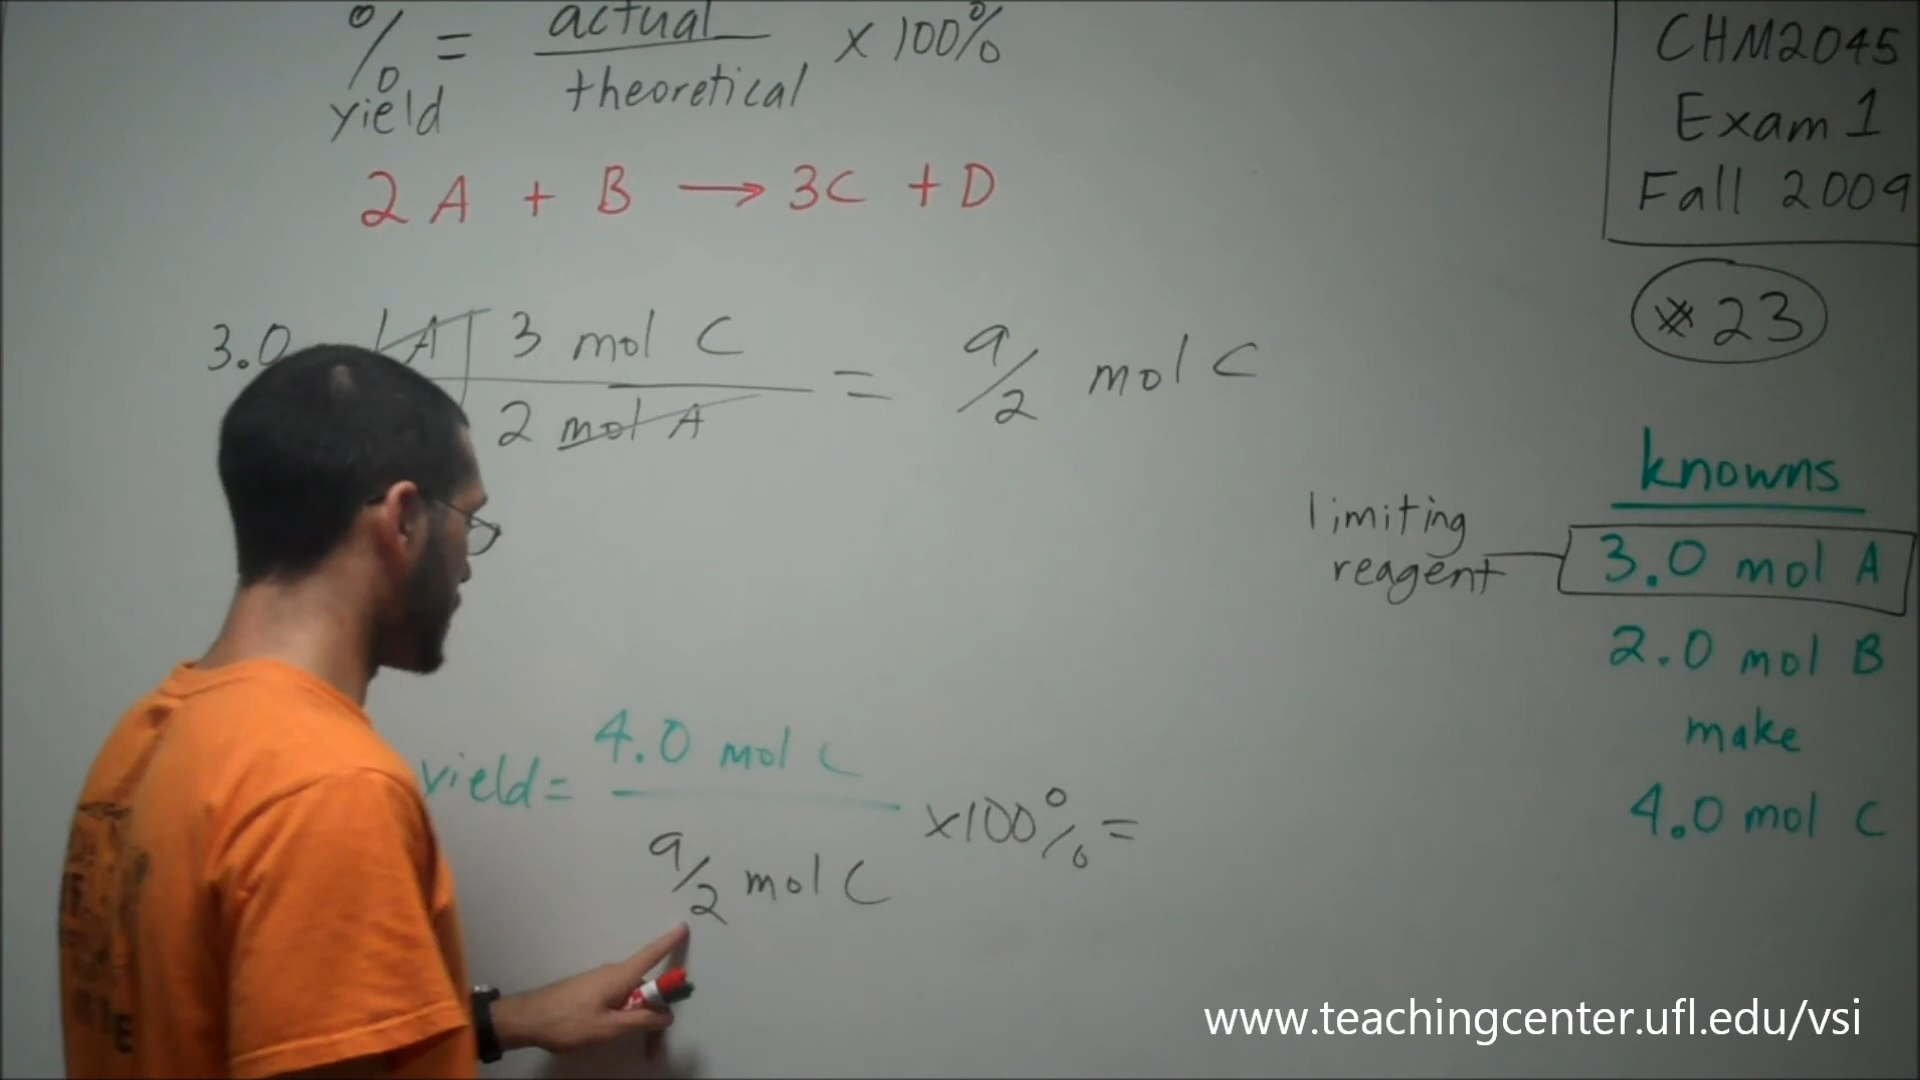 % = actual / theoretical x 100%
yield
2A + B → 3C + D
3.0 A | 3 mol C / 2 mol A = 9/2 mol C
yield = 4.0 mol C / 9/2 mol C x100% =
CHM2045
Exam 1
Fall 2009
#23
knowns
limiting
reagent
3.0 mol A
2.0 mol B
make
4.0 mol C
www.teachingcenter.ufl.edu/vsi